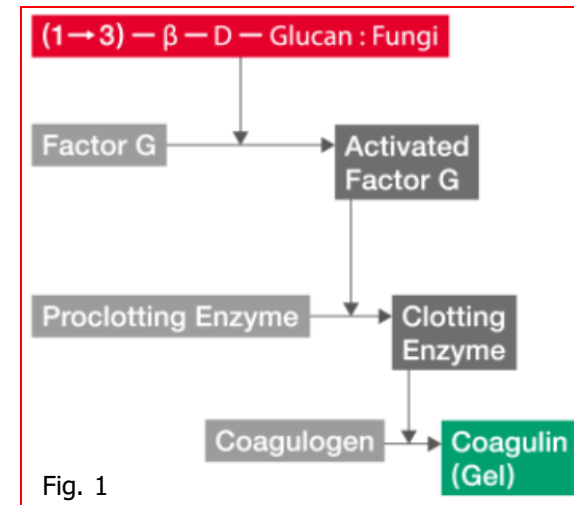 (1→3) — β — D — Glucan : Fungi
Factor G
Activated
Factor G
Proclotting Enzyme
Clotting
Enzyme
Coagulogen
Coagulin
(Gel)
Fig. 1